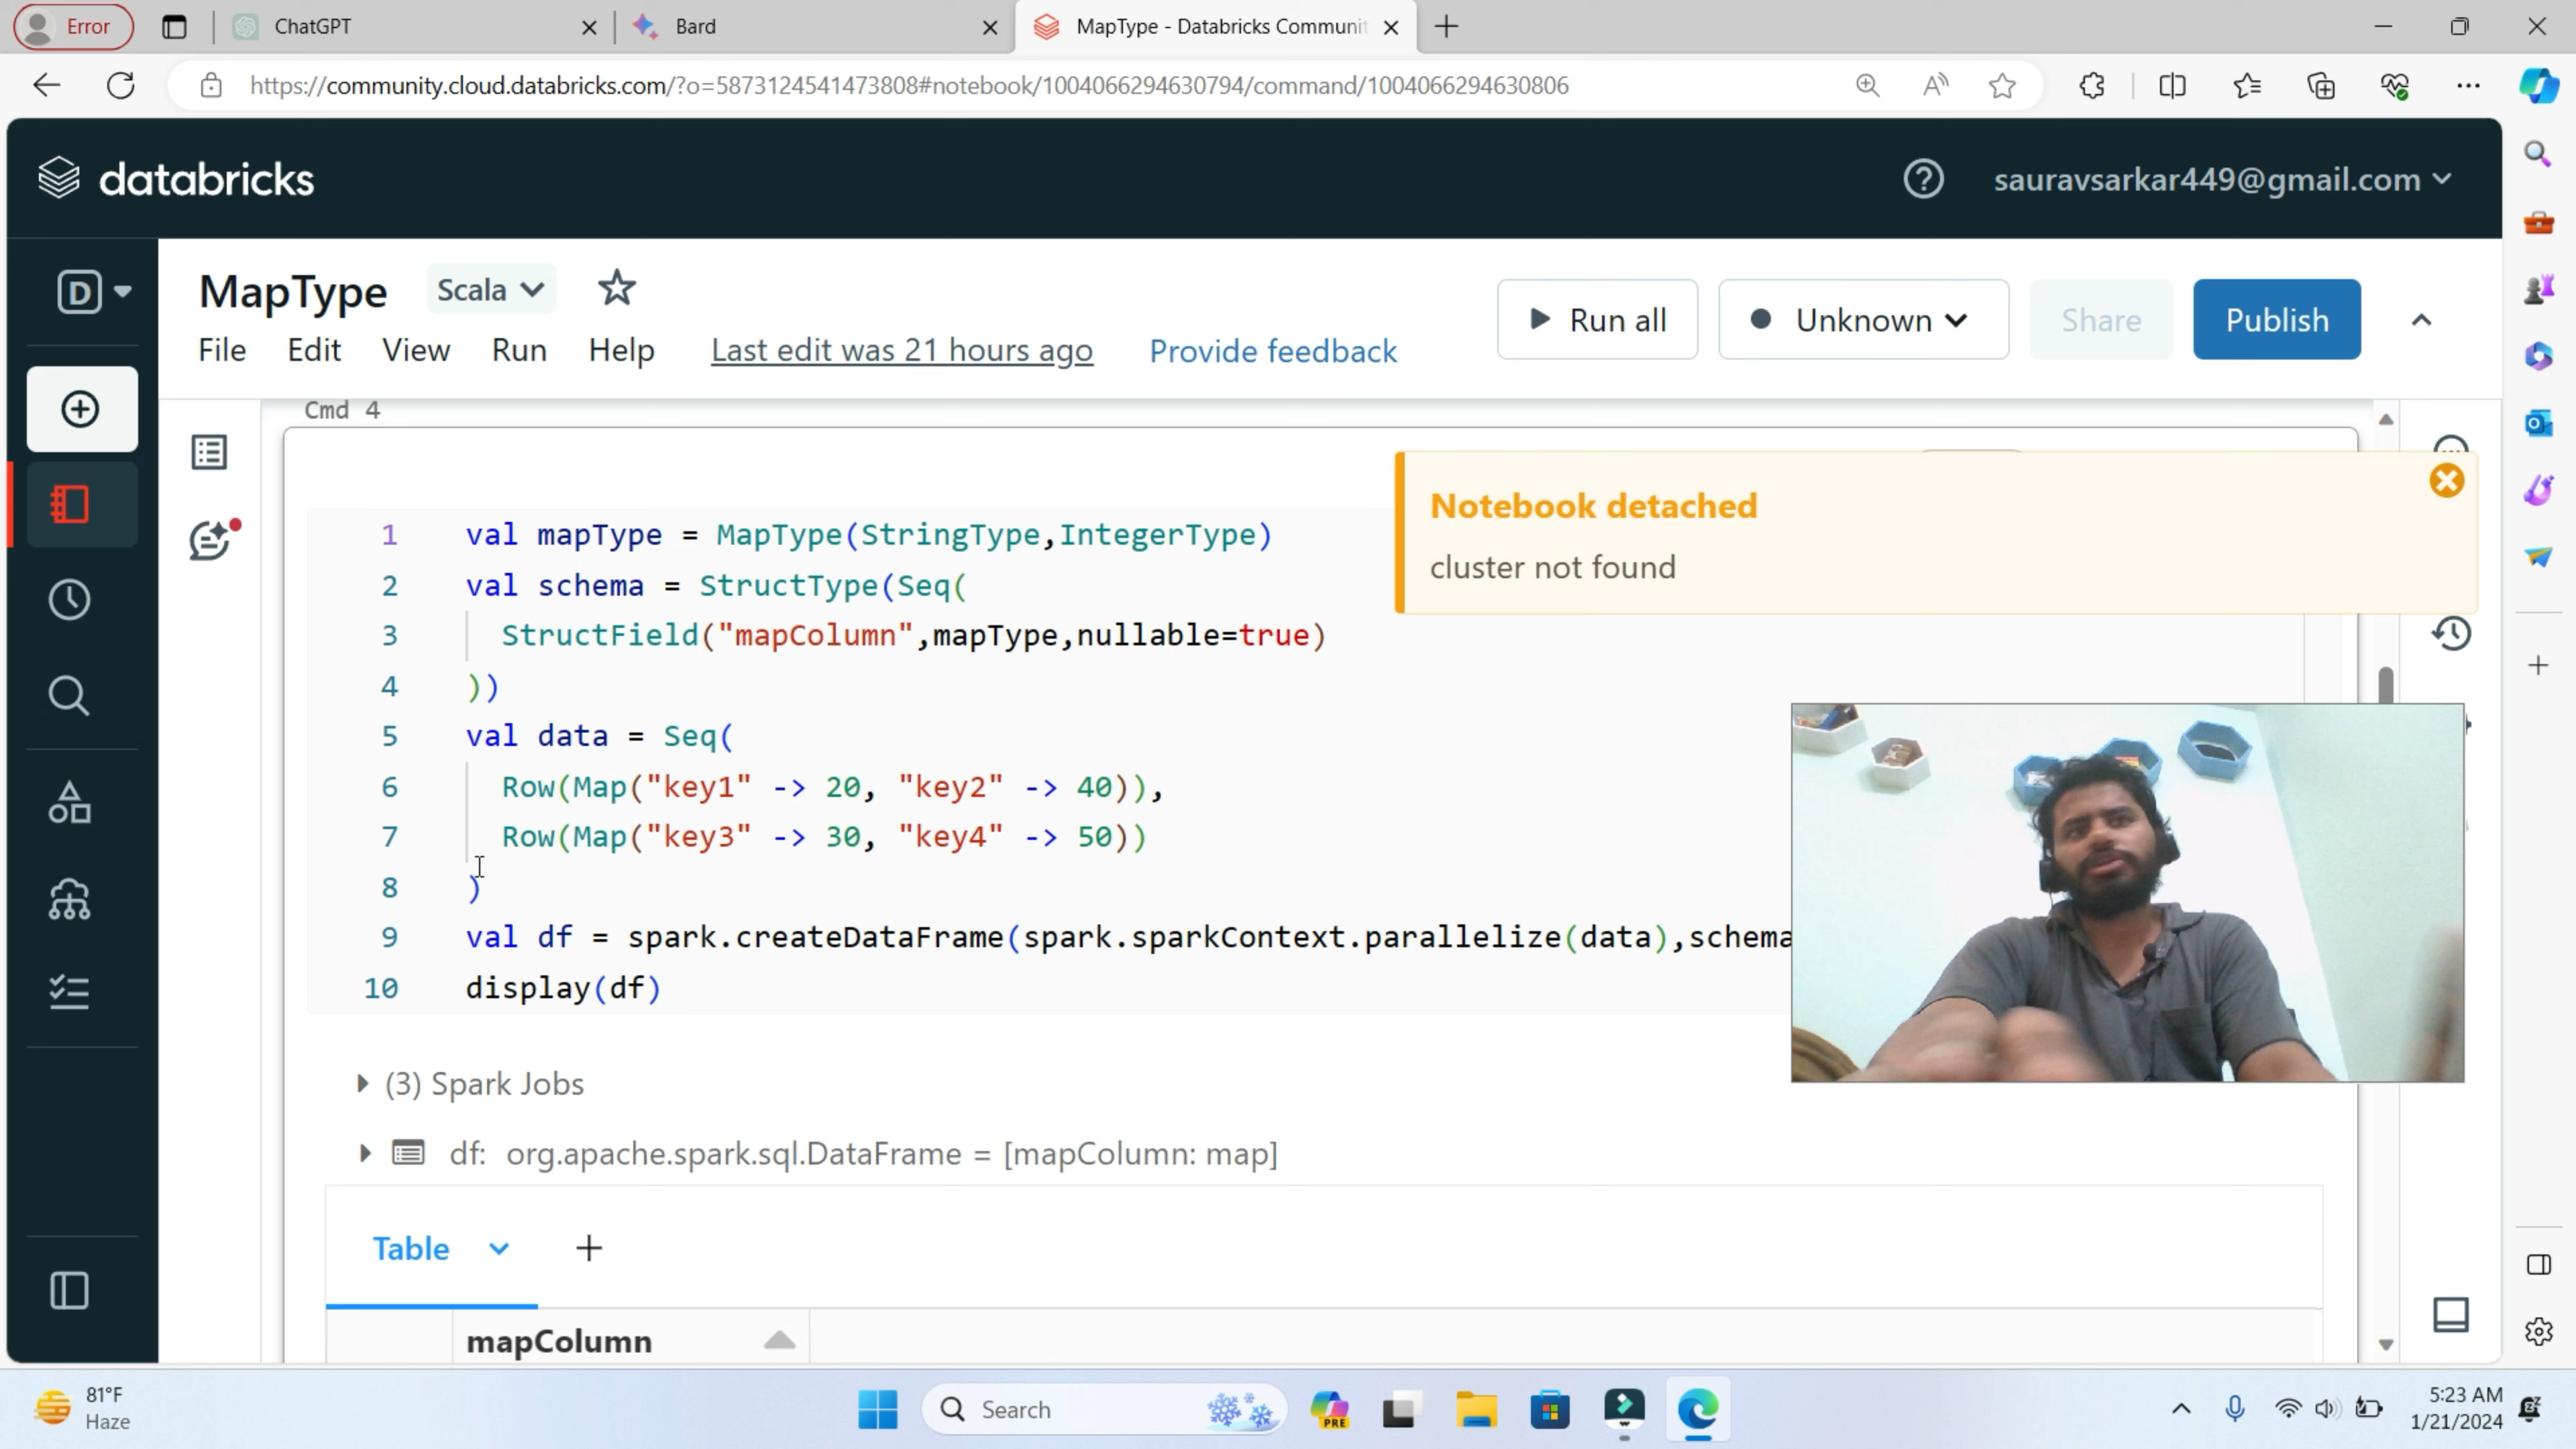 Error
ChatGPT
Bard
MapType - Databricks Communit
https://community.cloud.databricks.com/?o=5873124541473808#notebook/1004066294630794/command/1004066294630806
databricks
sauravsarkar449@gmail.com
D
MapType
Scala
File Edit View Run Help Last edit was 21 hours ago Provide feedback
Run all
Unknown
Share
Publish
Cmd 4
Notebook detached
cluster not found
1 val mapType = MapType(StringType,IntegerType)
2 val schema = StructType(Seq(
3 StructField("mapColumn",mapType,nullable=true)
4 ))
5 val data = Seq(
6 Row(Map("key1" -> 20, "key2" -> 40)),
7 Row(Map("key3" -> 30, "key4" -> 50))
8 )
9 val df = spark.createDataFrame(spark.sparkContext.parallelize(data),schema
10 display(df)
(3) Spark Jobs
df: org.apache.spark.sql.DataFrame = [mapColumn: map]
Table
mapColumn
81°F
Haze
Search
PRE
5:23 AM
1/21/2024